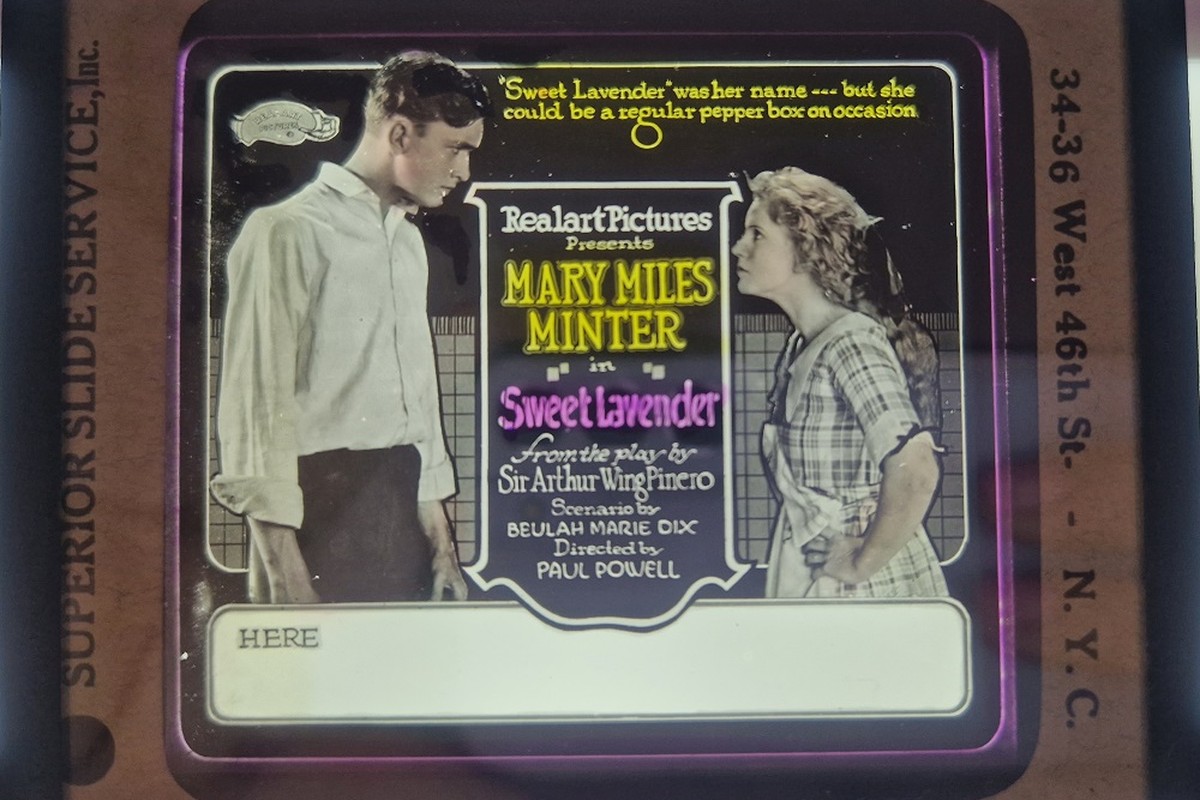 SUPERIOR SLIDE SERVICE, Inc.
"Sweet Lavender" was her name --- but she
could be a regular pepper box on occasion
REALART
PICTURES
Realart Pictures
Presents
MARY MILES
MINTER
in
"Sweet Lavender"
from the play by
Sir Arthur Wing Pinero
Scenario by
BEULAH MARIE DIX
Directed by
PAUL POWELL
HERE
34-36 West 46th St- - N. Y. C.